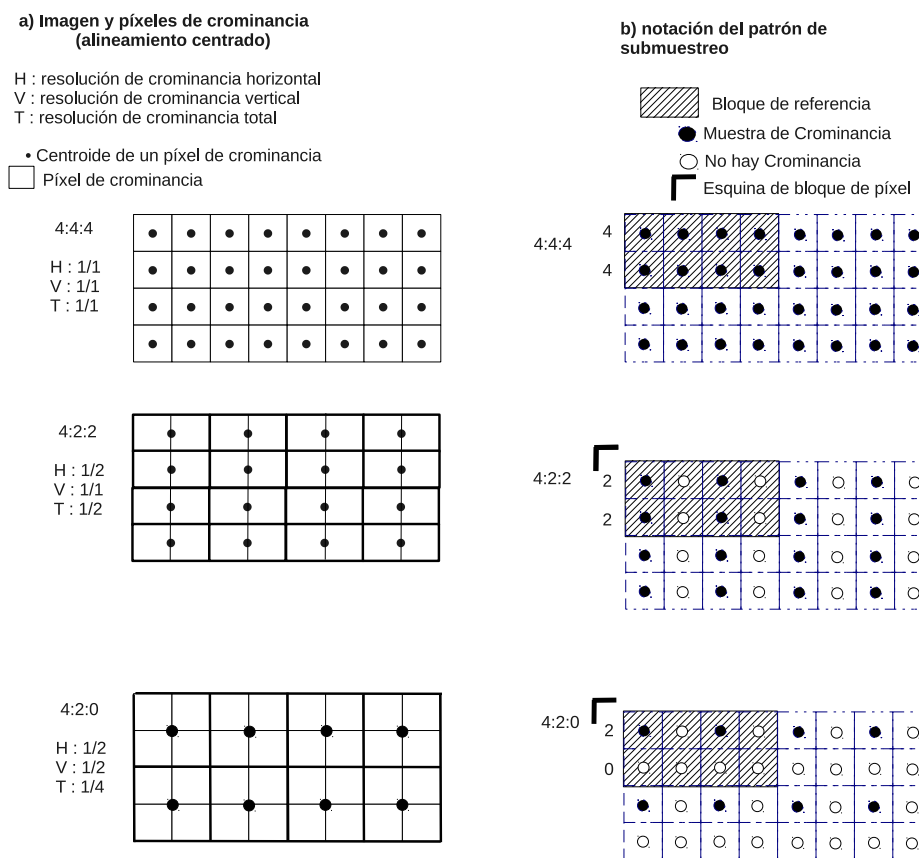 a) Imagen y píxeles de crominancia
(alineamiento centrado)
H : resolución de crominancia horizontal
V : resolución de crominancia vertical
T : resolución de crominancia total
• Centroide de un píxel de crominancia
Píxel de crominancia
4:4:4
H : 1/1
V : 1/1
T : 1/1
4:2:2
H : 1/2
V : 1/1
T : 1/2
4:2:0
H : 1/2
V : 1/2
T : 1/4
b) notación del patrón de
submuestreo
Bloque de referencia
Muestra de Crominancia
No hay Crominancia
Esquina de bloque de píxel
4:4:4
4
4
4:2:2
2
2
4:2:0
2
0